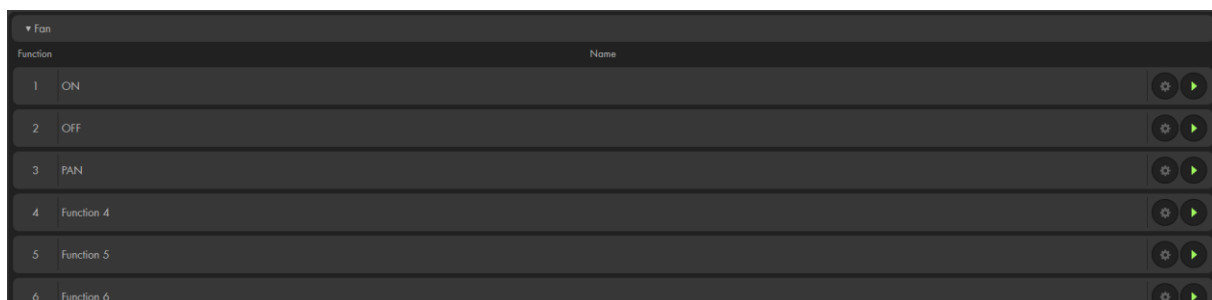 ▾ Fan
Function Name
1 ON
2 OFF
3 PAN
4 Function 4
5 Function 5
6 Function 6